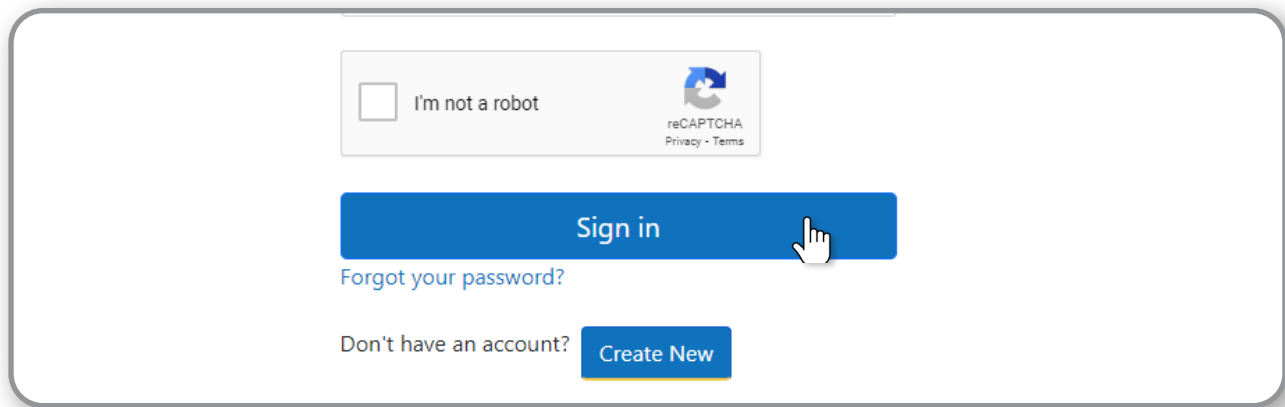 I'm not a robot
reCAPTCHA
Privacy - Terms
Sign in
Forgot your password?
Don't have an account? Create New